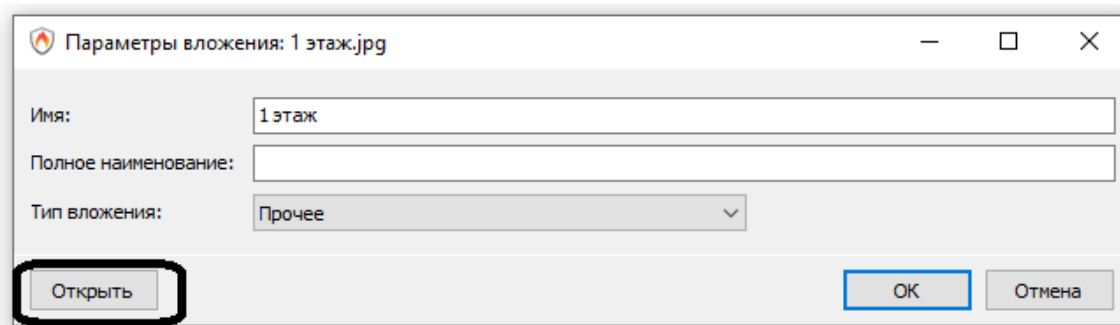 Параметры вложения: 1 этаж.jpg
Имя: 1 этаж
Полное наименование:
Тип вложения: Прочее
Открыть OK Отмена